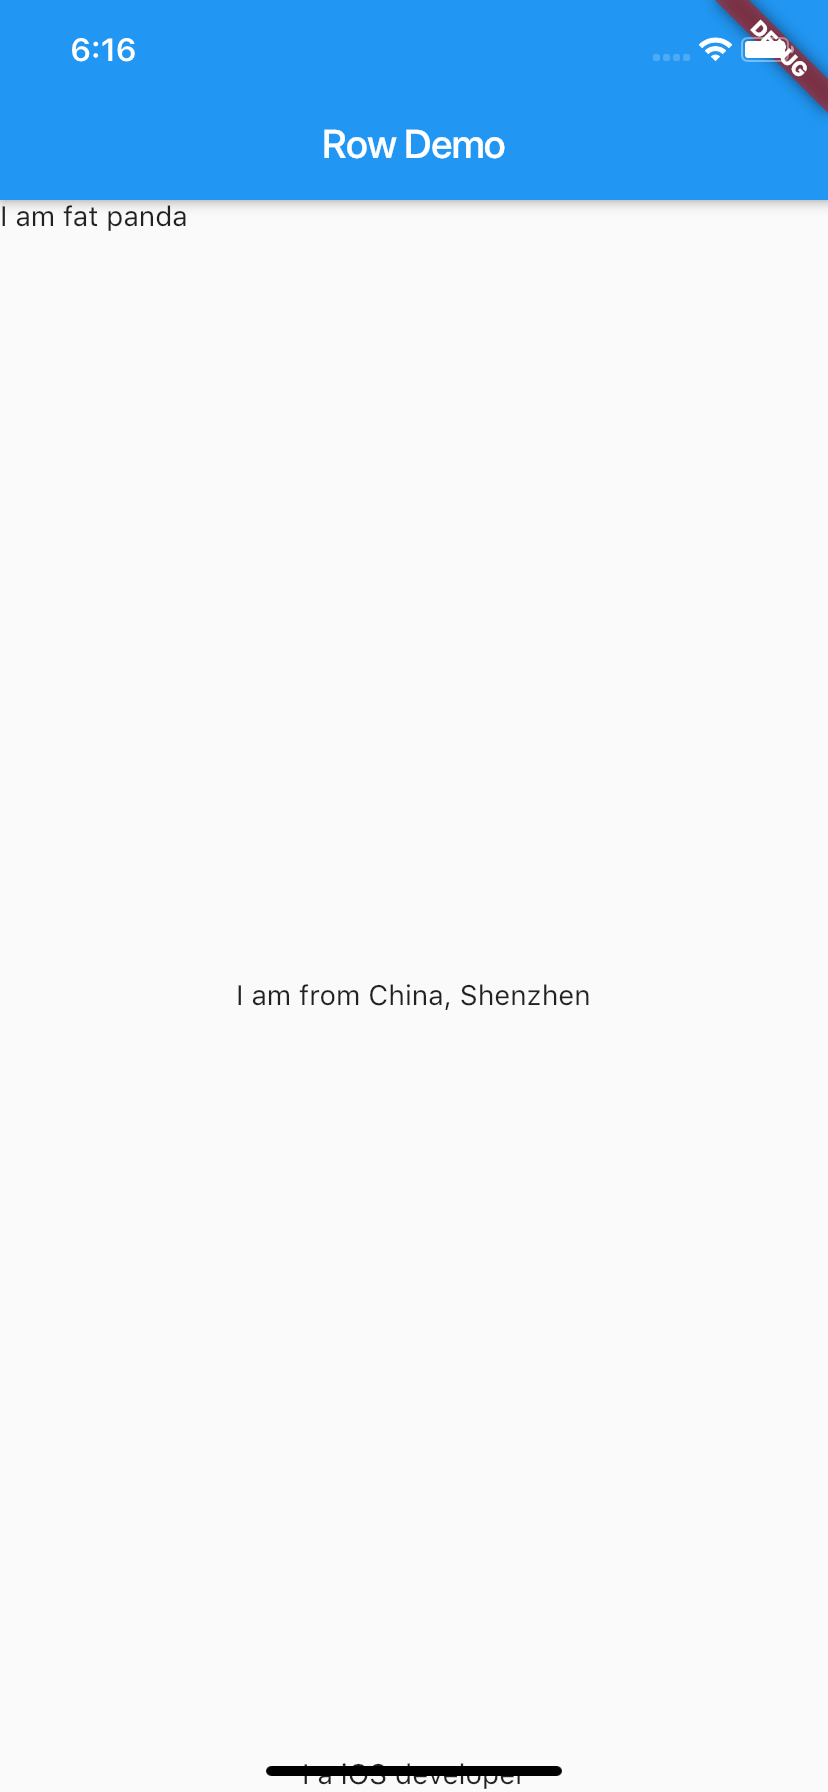 6:16
DEBUG
Row Demo
I am fat panda
I am from China, Shenzhen
I a iOS developer